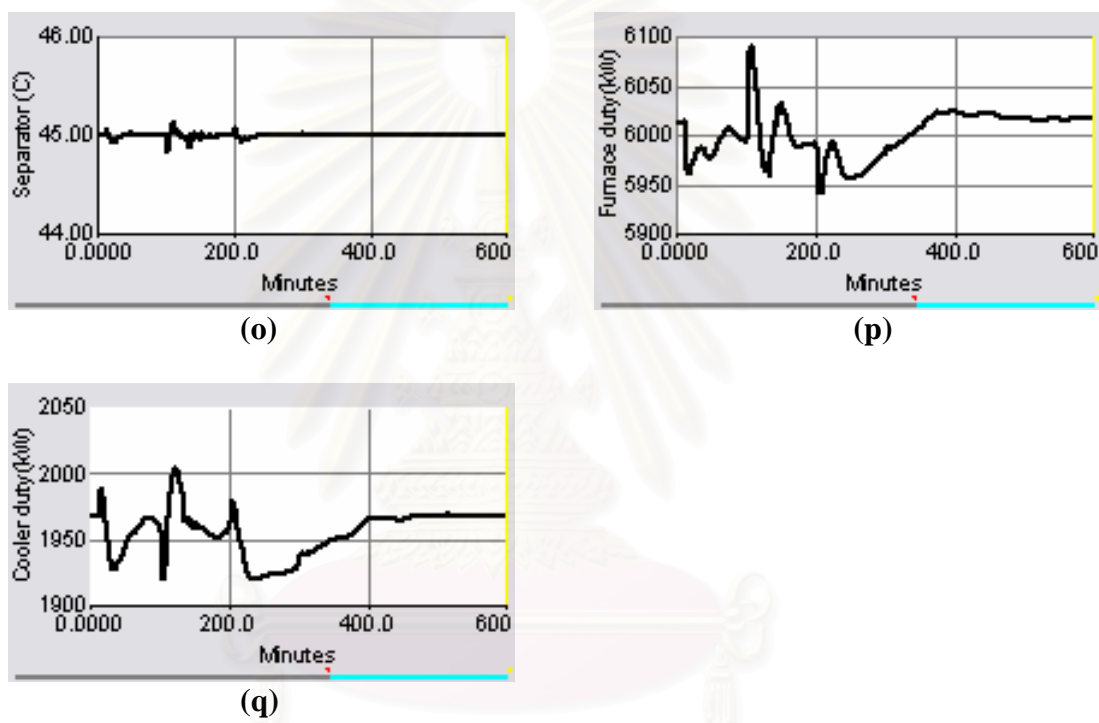 46.00
45.00
44.00
Separator (C)
0.0000 200.0 400.0 600
Minutes
(o)
6100
6050
6000
5950
5900
Furnace duty(kW)
0.0000 200.0 400.0 600
Minutes
(p)
2050
2000
1950
1900
Cooler duty(kW)
0.0000 200.0 400.0 600
Minutes
(q)